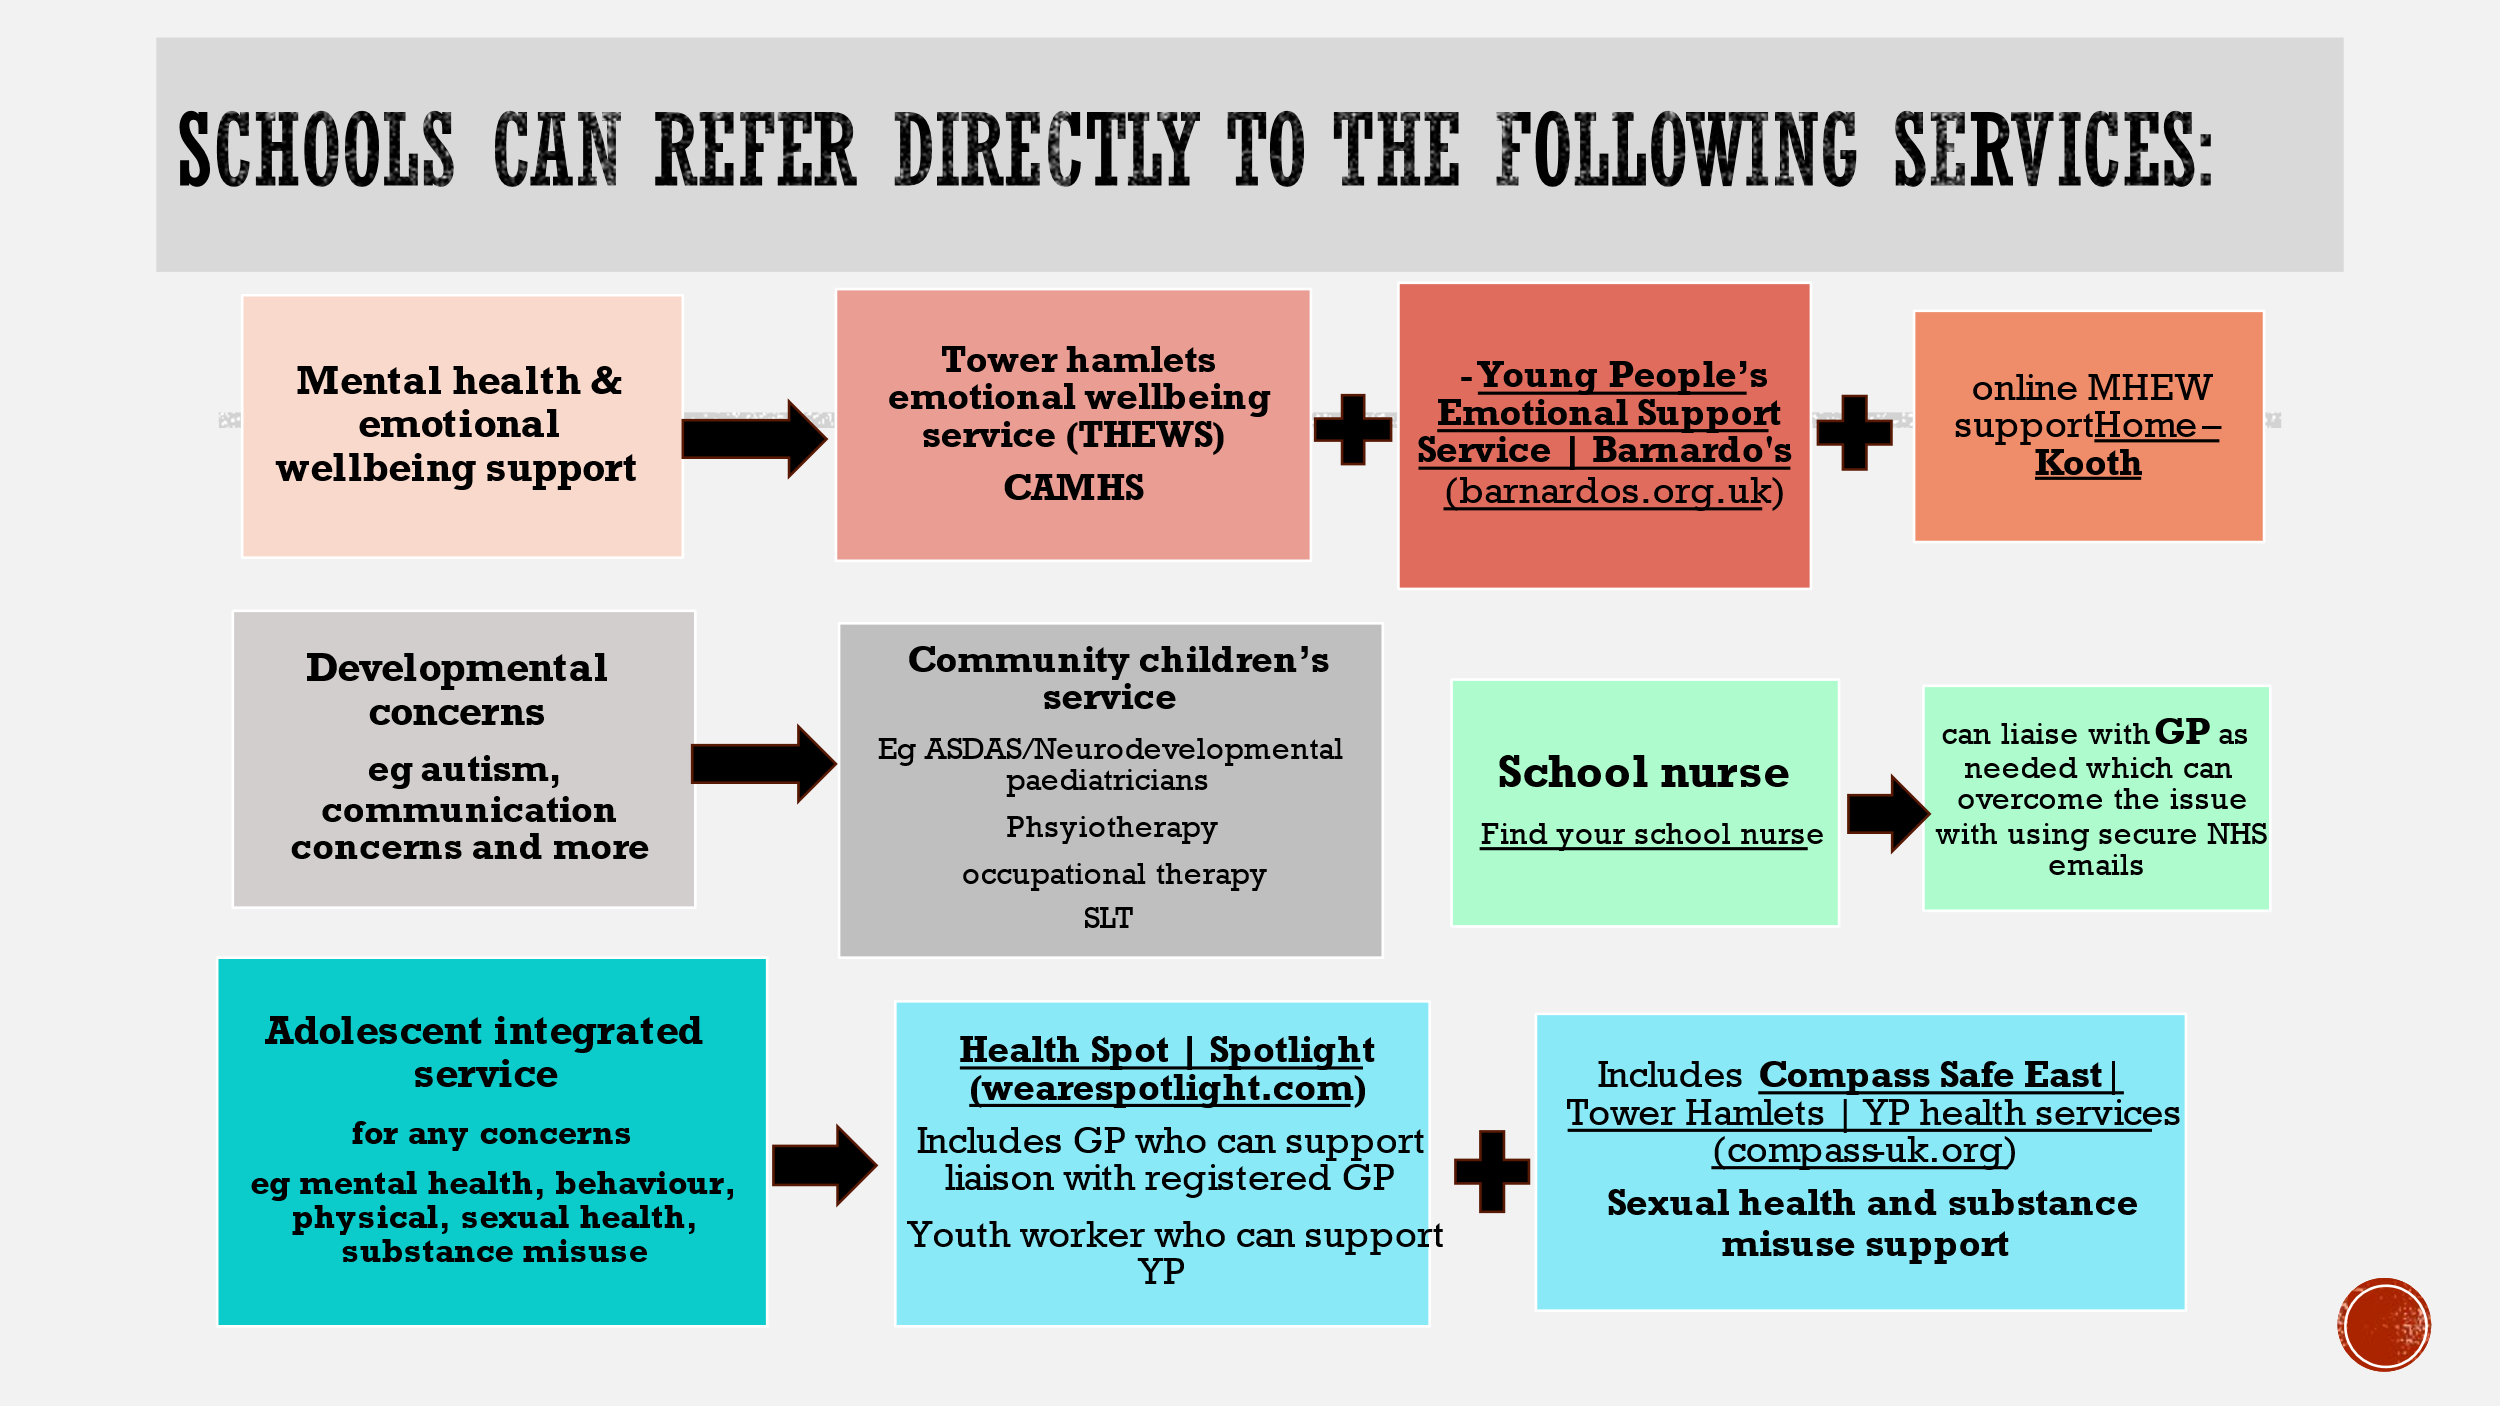 SCHOOLS CAN REFER DIRECTLY TO THE FOLLOWING SERVICES:
Mental health &
emotional
wellbeing support
Tower hamlets
emotional wellbeing
service (THEWS)
CAMHS
-Young People’s
Emotional Support
Service | Barnardo's
(barnardos.org.uk)
online MHEW
supportHome –
Kooth
Developmental
concerns
eg autism,
communication
concerns and more
Community children’s
service
Eg ASDAS/Neurodevelopmental
paediatricians
Phsyiotherapy
occupational therapy
SLT
School nurse
Find your school nurse
can liaise with GP as
needed which can
overcome the issue
with using secure NHS
emails
Adolescent integrated
service
for any concerns
eg mental health, behaviour,
physical, sexual health,
substance misuse
Health Spot | Spotlight
(wearespotlight.com)
Includes GP who can support
liaison with registered GP
Youth worker who can support
YP
Includes Compass Safe East |
Tower Hamlets | YP health services
(compass-uk.org)
Sexual health and substance
misuse support